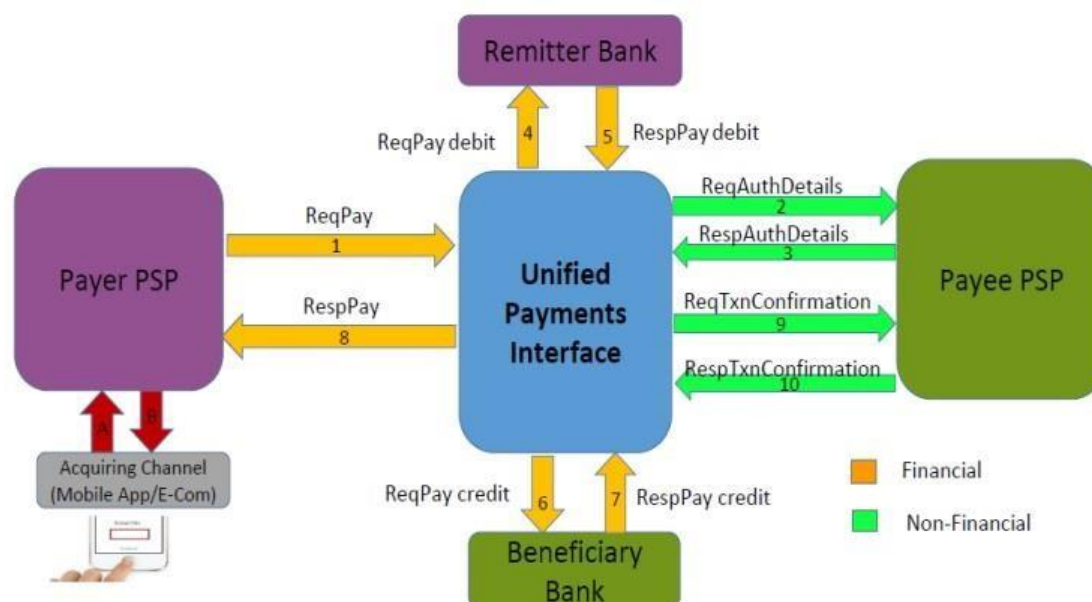 Remitter Bank
ReqPay debit
4
5
RespPay debit
Payer PSP
ReqPay
1
RespPay
8
Unified
Payments
Interface
ReqAuthDetails
2
RespAuthDetails
3
ReqTxnConfirmation
9
RespTxnConfirmation
10
Payee PSP
A
B
Acquiring Channel
(Mobile App/E-Com)
ReqPay credit
6
7
RespPay credit
Beneficiary
Bank
Financial
Non-Financial